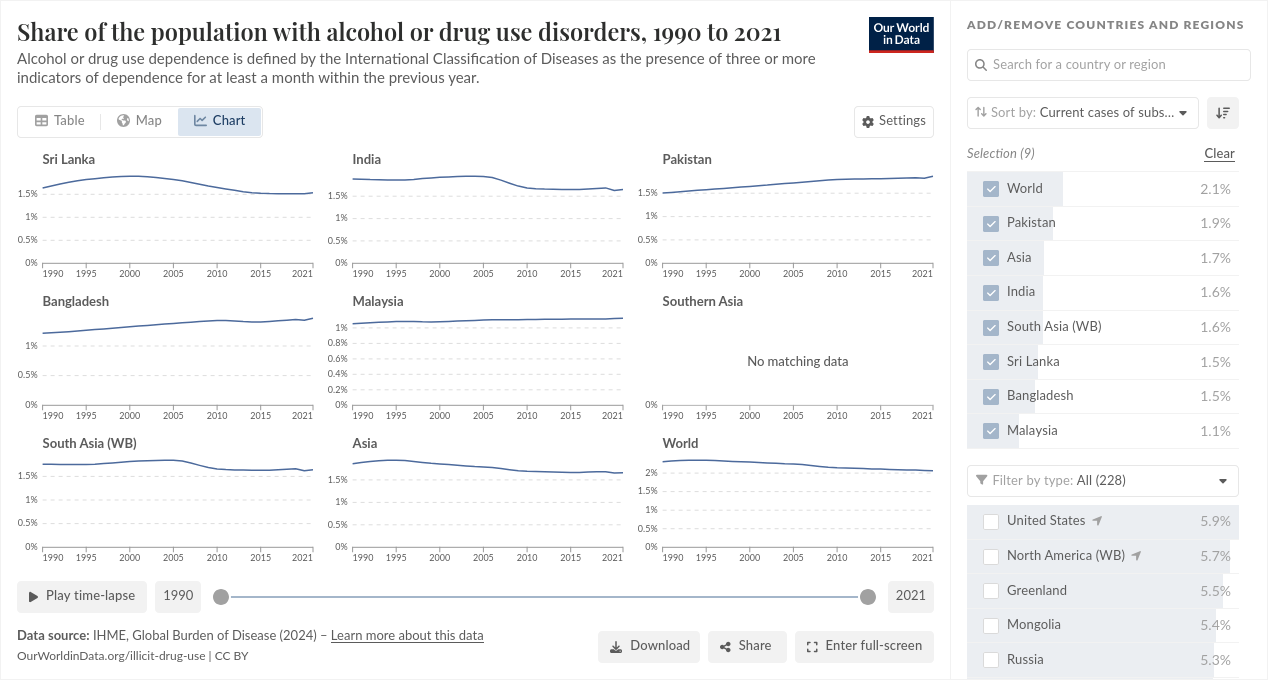 Share of the population with alcohol or drug use disorders, 1990 to 2021
Our World
in Data
Alcohol or drug use dependence is defined by the International Classification of Diseases as the presence of three or more
indicators of dependence for at least a month within the previous year.
Table
Map
Chart
Settings
Sri Lanka
1.5%
1%
0.5%
0%
1990 1995 2000 2005 2010 2015 2021
India
1.5%
1%
0.5%
0%
1990 1995 2000 2005 2010 2015 2021
Pakistan
1.5%
1%
0.5%
0%
1990 1995 2000 2005 2010 2015 2021
Bangladesh
1%
0.5%
0%
1990 1995 2000 2005 2010 2015 2021
Malaysia
1%
0.8%
0.6%
0.4%
0.2%
0%
1990 1995 2000 2005 2010 2015 2021
Southern Asia
No matching data
0%
1990 1995 2000 2005 2010 2015 2021
South Asia (WB)
1.5%
1%
0.5%
0%
1990 1995 2000 2005 2010 2015 2021
Asia
1.5%
1%
0.5%
0%
1990 1995 2000 2005 2010 2015 2021
World
2%
1.5%
1%
0.5%
0%
1990 1995 2000 2005 2010 2015 2021
Play time-lapse
1990
2021
Data source: IHME, Global Burden of Disease (2024) – Learn more about this data
OurWorldinData.org/illicit-drug-use | CC BY
Download
Share
Enter full-screen
ADD/REMOVE COUNTRIES AND REGIONS
Search for a country or region
Sort by: Current cases of subs...
Selection (9)
Clear
World 2.1%
Pakistan 1.9%
Asia 1.7%
India 1.6%
South Asia (WB) 1.6%
Sri Lanka 1.5%
Bangladesh 1.5%
Malaysia 1.1%
Filter by type: All (228)
United States 5.9%
North America (WB) 5.7%
Greenland 5.5%
Mongolia 5.4%
Russia 5.3%